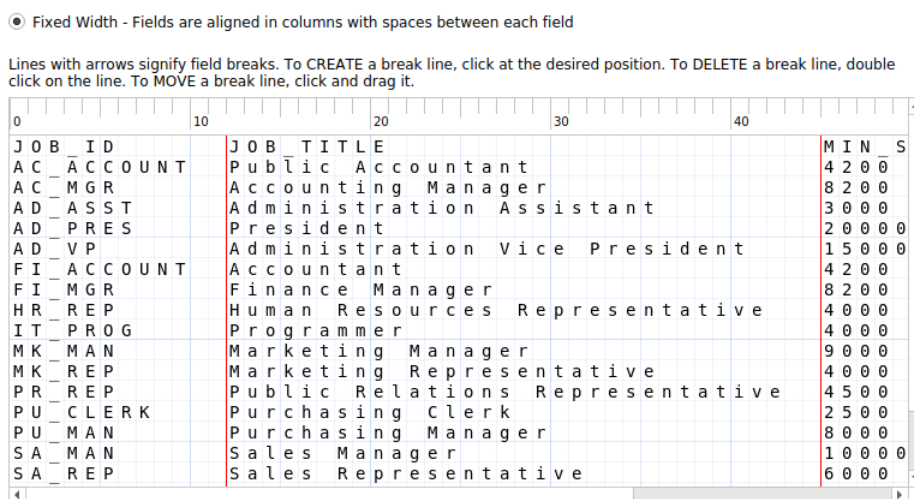 Fixed Width - Fields are aligned in columns with spaces between each field
Lines with arrows signify field breaks. To CREATE a break line, click at the desired position. To DELETE a break line, double
click on the line. To MOVE a break line, click and drag it.
0 10 20 30 40
JOB_ID JOB_TITLE MIN_S
AC_ACCOUNT Public Accountant 4200
AC_MGR Accounting Manager 8200
AD_ASST Administration Assistant 3000
AD_PRES President 20000
AD_VP Administration Vice President 15000
FI_ACCOUNT Accountant 4200
FI_MGR Finance Manager 8200
HR_REP Human Resources Representative 4000
IT_PROG Programmer 4000
MK_MAN Marketing Manager 9000
MK_REP Marketing Representative 4000
PR_REP Public Relations Representative 4500
PU_CLERK Purchasing Clerk 2500
PU_MAN Purchasing Manager 8000
SA_MAN Sales Manager 10000
SA_REP Sales Representative 6000